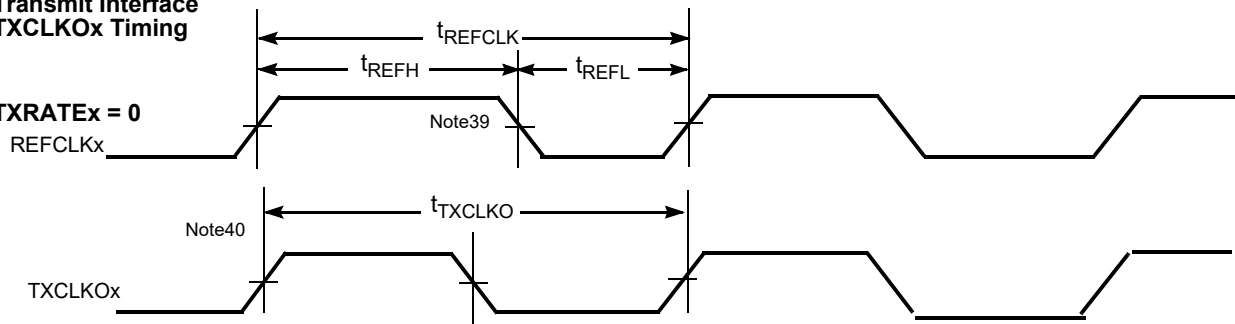 Transmit Interface
TXCLKOx Timing
tREFCLK
tREFH
tREFL
TXRATEx = 0
Note39
REFCLKx
tTXCLKO
Note40
TXCLKOx